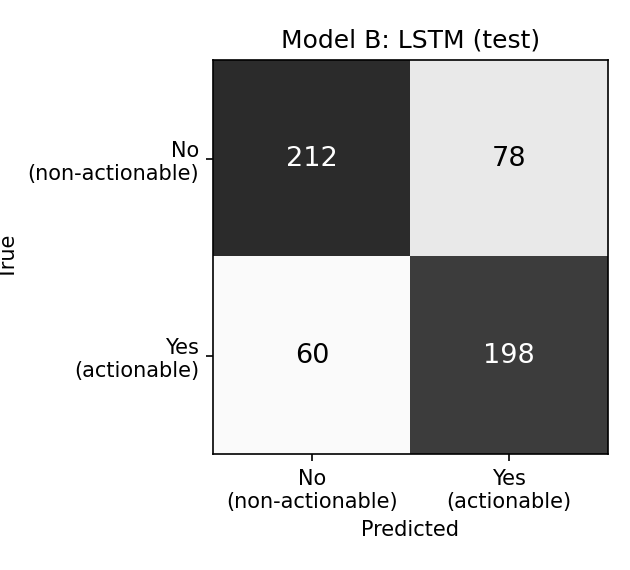 Model B: LSTM (test)
No
(non-actionable)
212
78
True
Yes
(actionable)
60
198
No
(non-actionable)
Yes
(actionable)
Predicted